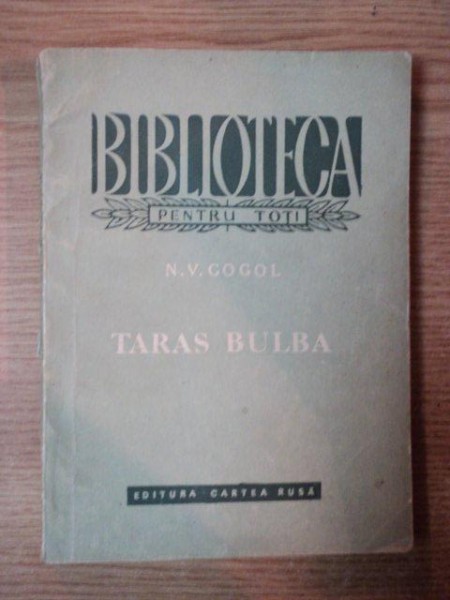 BIBLIOTECA
PENTRU TOȚI
N.V. GOGOL
TARAS BULBA
EDITURA CARTEA RUSĂ